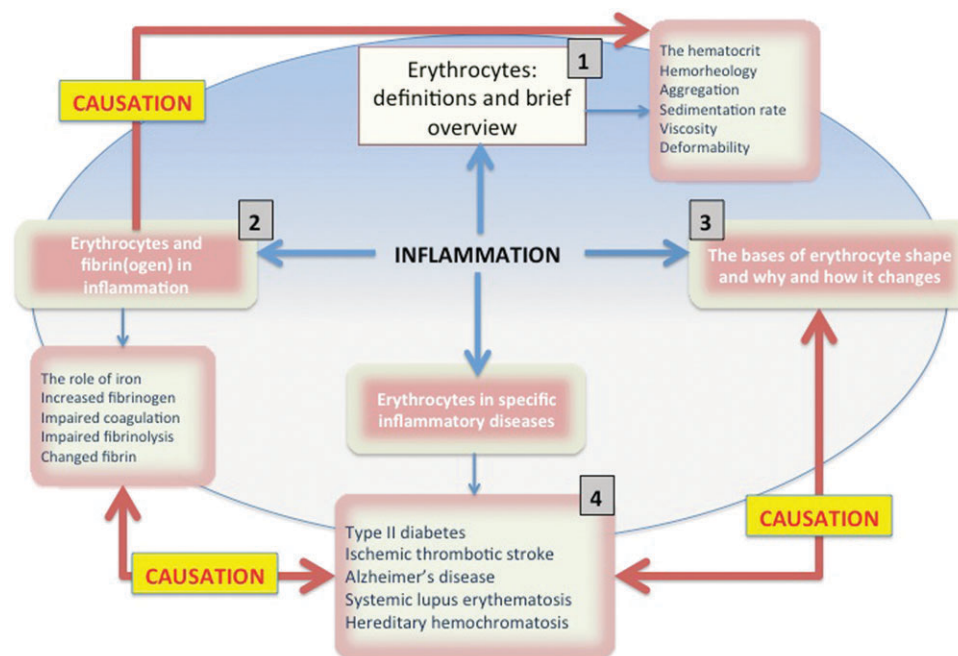 1
Erythrocytes:
definitions and brief
overview
The hematocrit
Hemorheology
Aggregation
Sedimentation rate
Viscosity
Deformability
CAUSATION
2
Erythrocytes and
fibrin(ogen) in
inflammation
INFLAMMATION
3
The bases of erythrocyte shape
and why and how it changes
The role of iron
Increased fibrinogen
Impaired coagulation
Impaired fibrinolysis
Changed fibrin
Erythrocytes in specific
inflammatory diseases
4
Type II diabetes
Ischemic thrombotic stroke
Alzheimer's disease
Systemic lupus erythematosis
Hereditary hemochromatosis
CAUSATION
CAUSATION